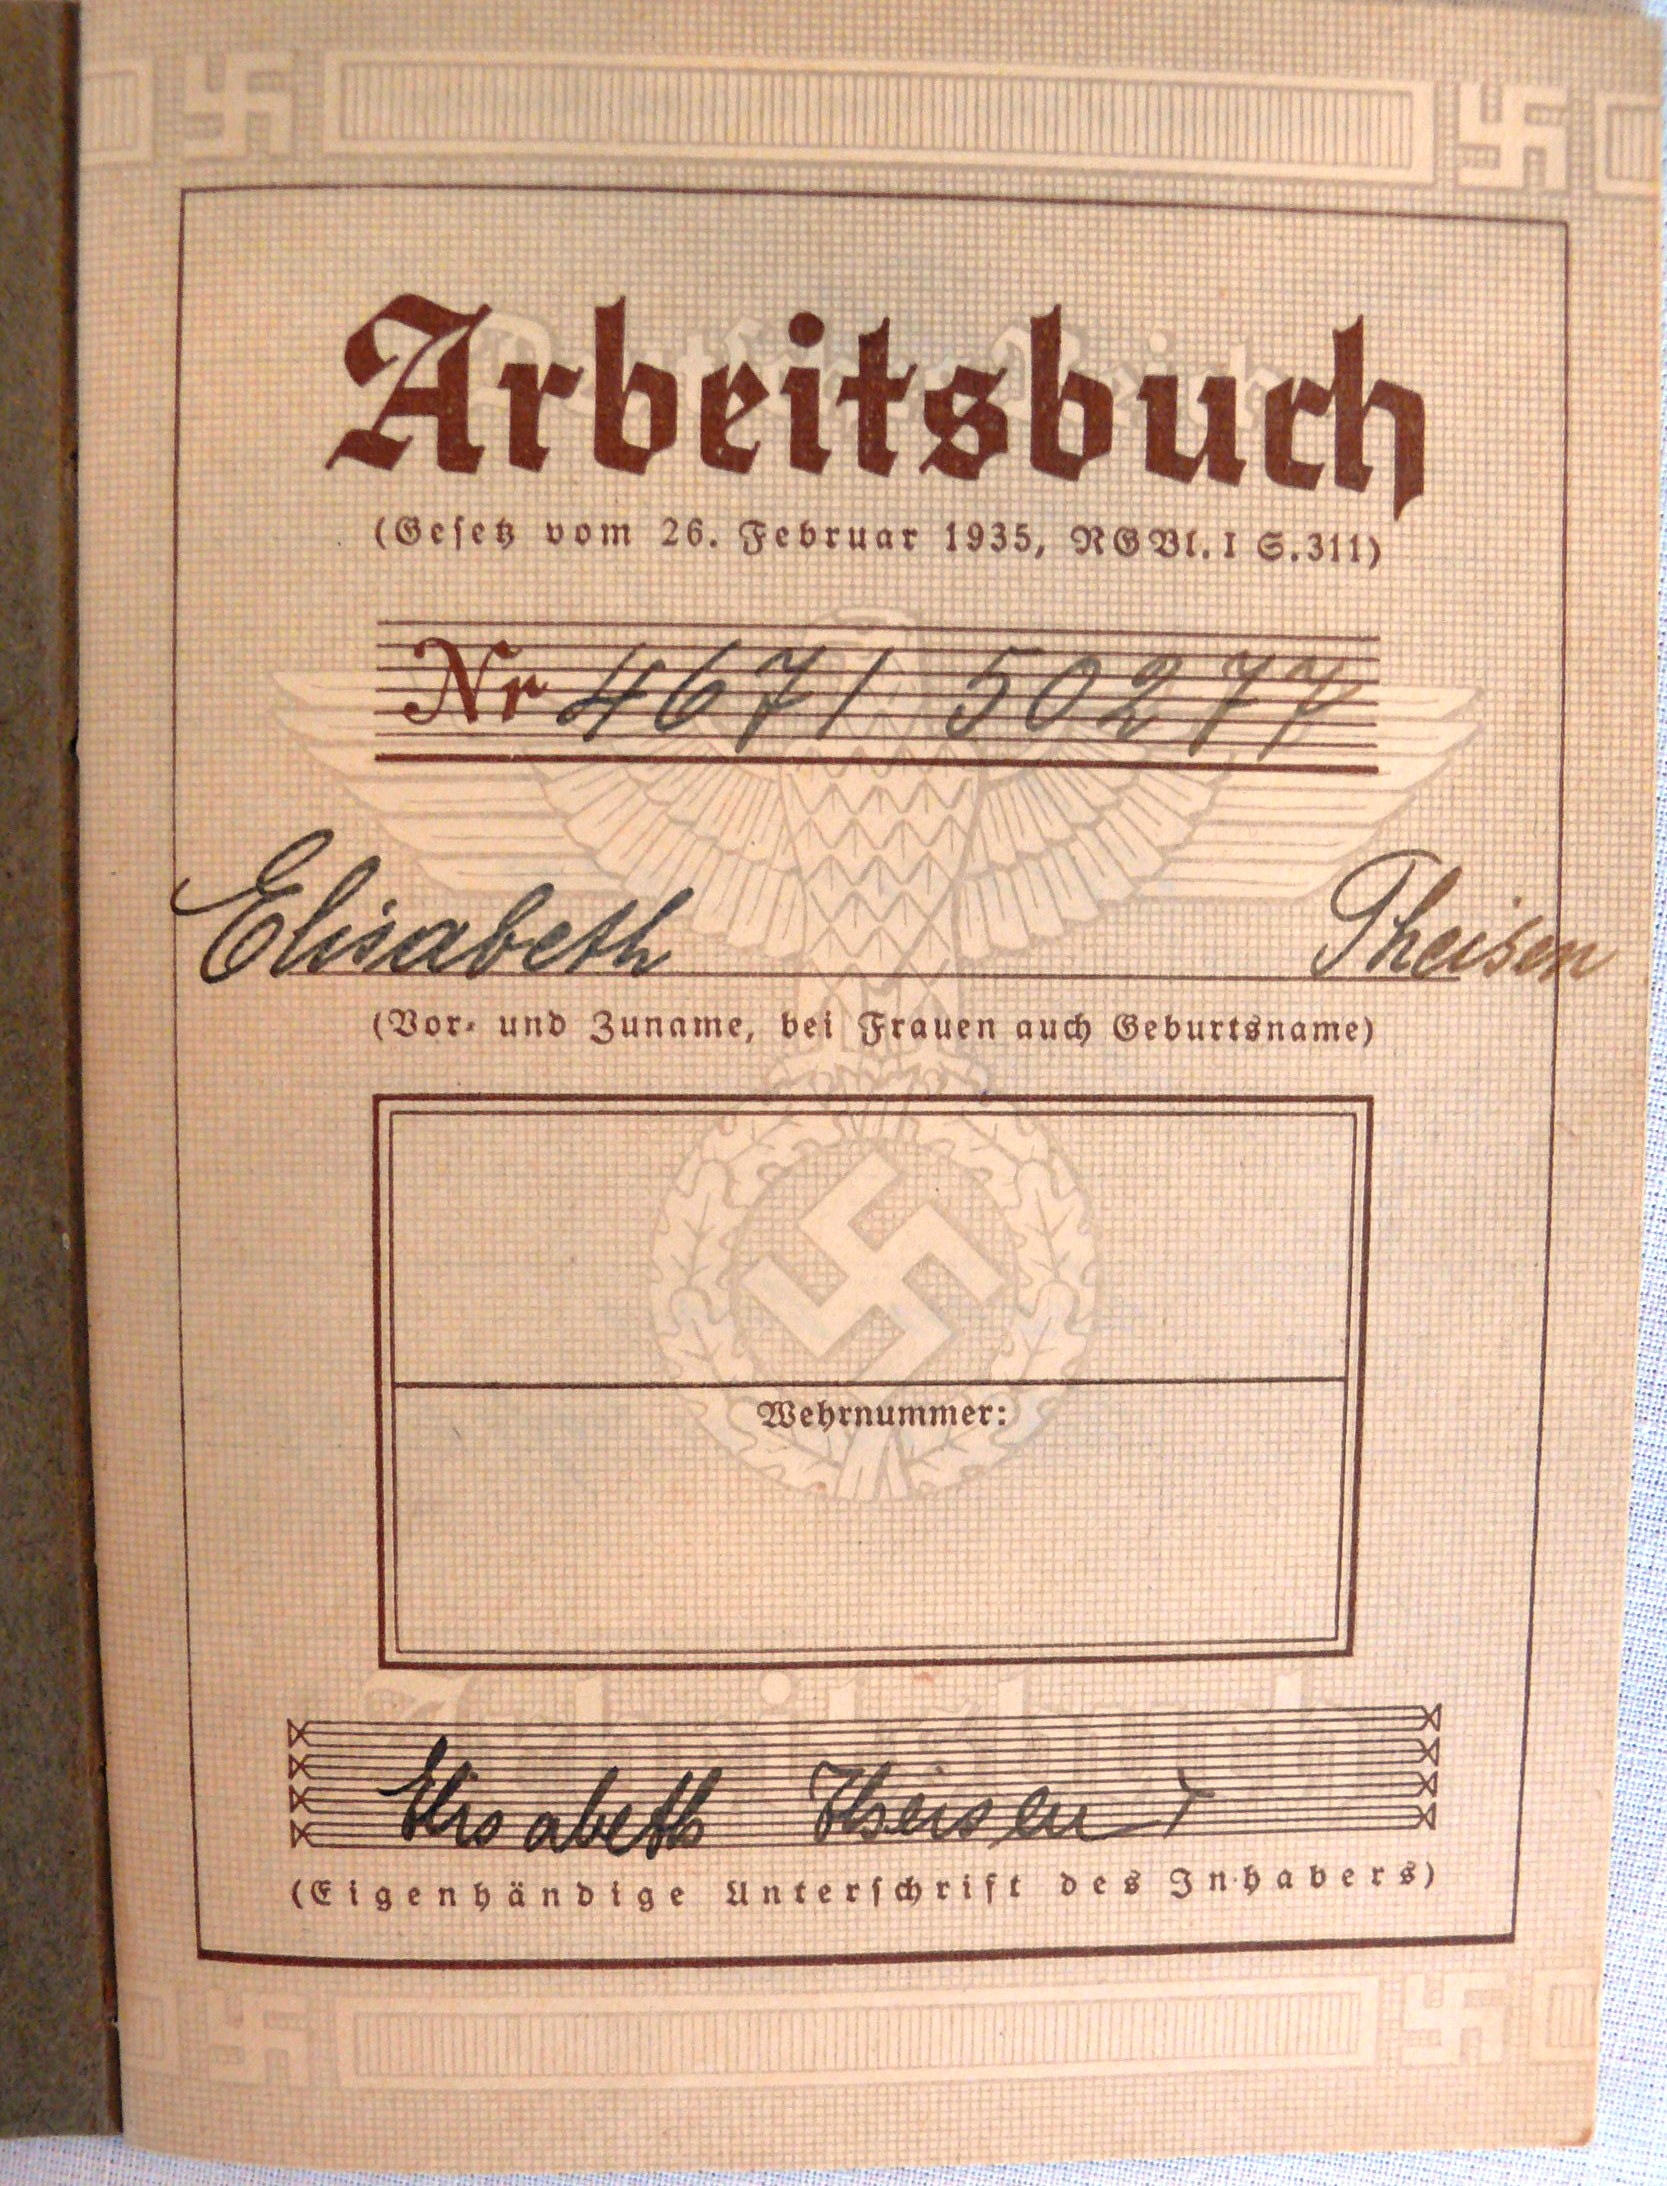 Arbeitsbuch
(Gesetz vom 26. Februar 1935, RGBl. I S. 311)
Nr 467/ 50277
Elisabeth Theisen
(Vor- und Zuname, bei Frauen auch Geburtsname)
Wehrnummer:
Elisabeth Theisen
(Eigenhändige Unterschrift des Inhabers)